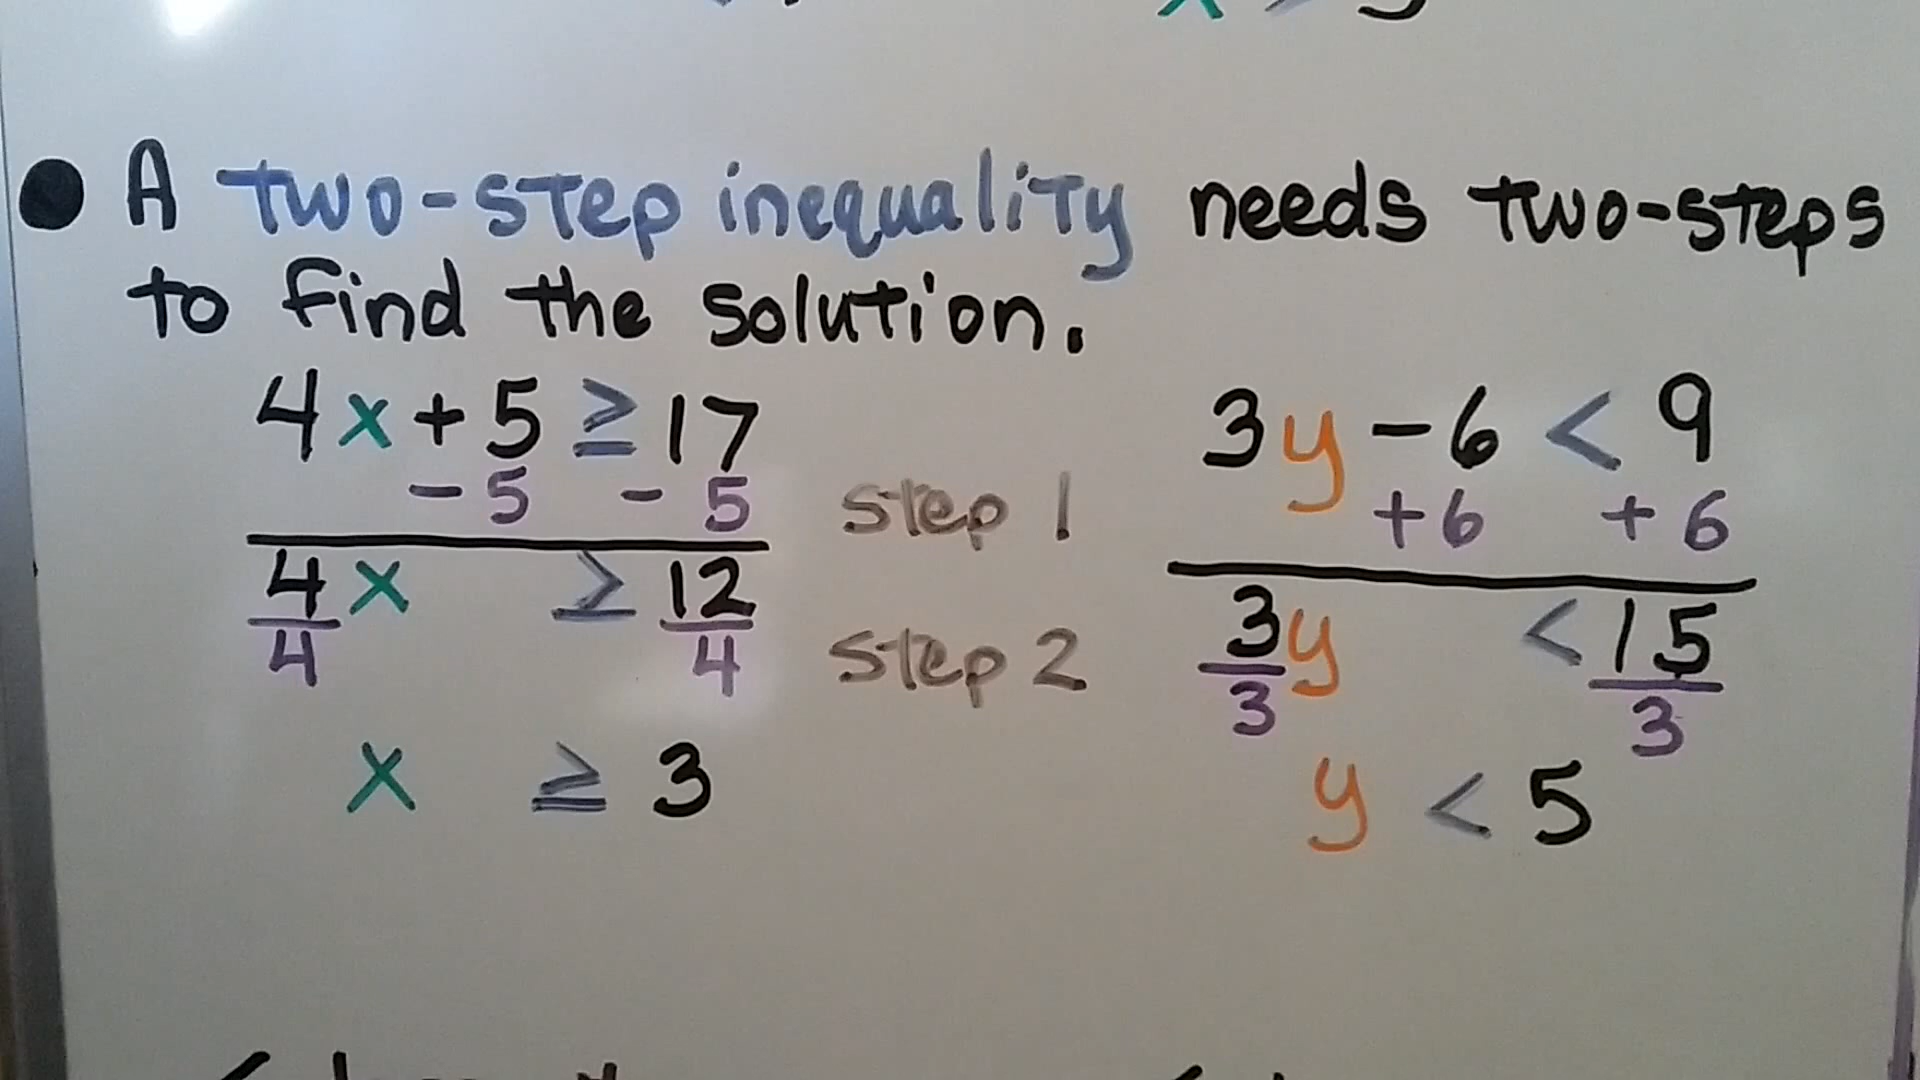 ● A two-step inequality needs two-steps
to find the solution.
4x + 5 ≥ 17
- 5 - 5
step 1
4x ≥ 12
4 4
step 2
x ≥ 3
3y - 6 < 9
+6 +6
3y < 15
3 3
y < 5